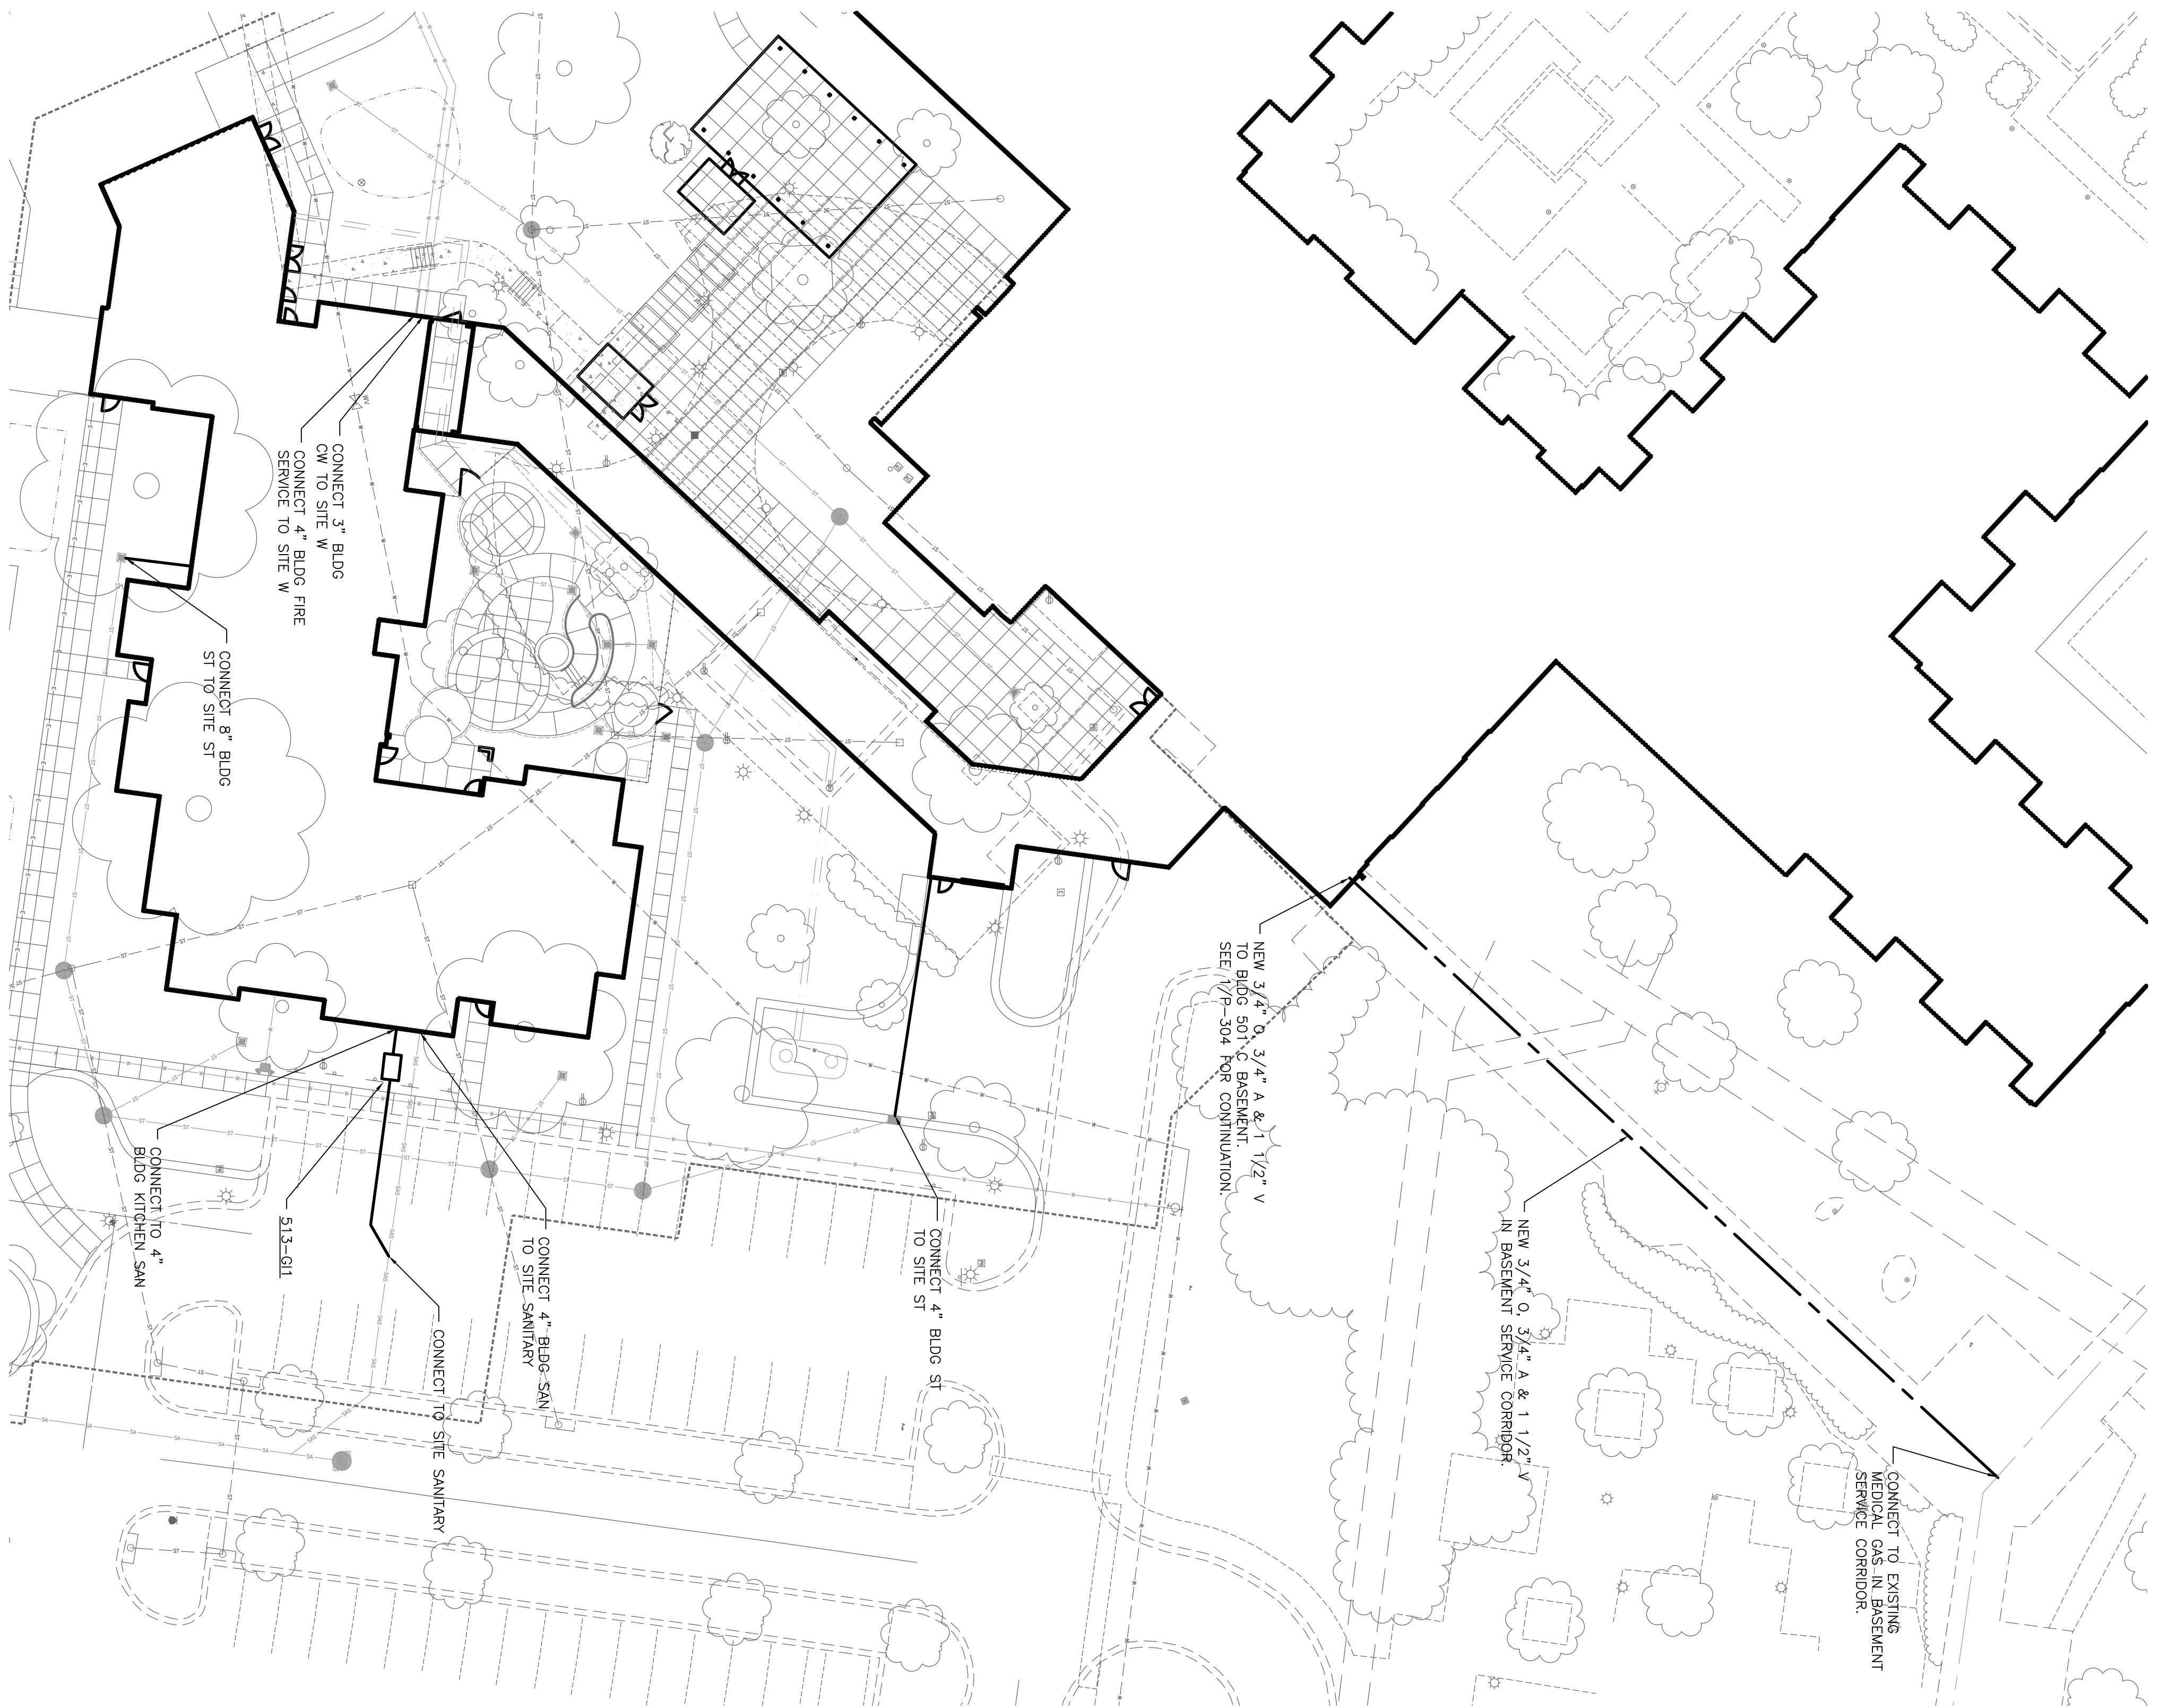 CONNECT 3" BLDG
CW TO SITE W
CONNECT 4" BLDG FIRE
SERVICE TO SITE W
CONNECT 8" BLDG
ST TO SITE ST
NEW 3/4" O, 3/4" A & 1 1/2" V
TO BLDG 501 C BASEMENT.
SEE 1/P-304 FOR CONTINUATION.
NEW 3/4" O, 3/4" A & 1 1/2" V
IN BASEMENT SERVICE CORRIDOR.
CONNECT TO EXISTING
MEDICAL GAS IN BASEMENT
SERVICE CORRIDOR.
CONNECT 4" BLDG ST
TO SITE ST
CONNECT 4" BLDG SAN
TO SITE SANITARY
CONNECT TO SITE SANITARY
513-GI1
CONNECT TO 4"
BLDG KITCHEN SAN
WV